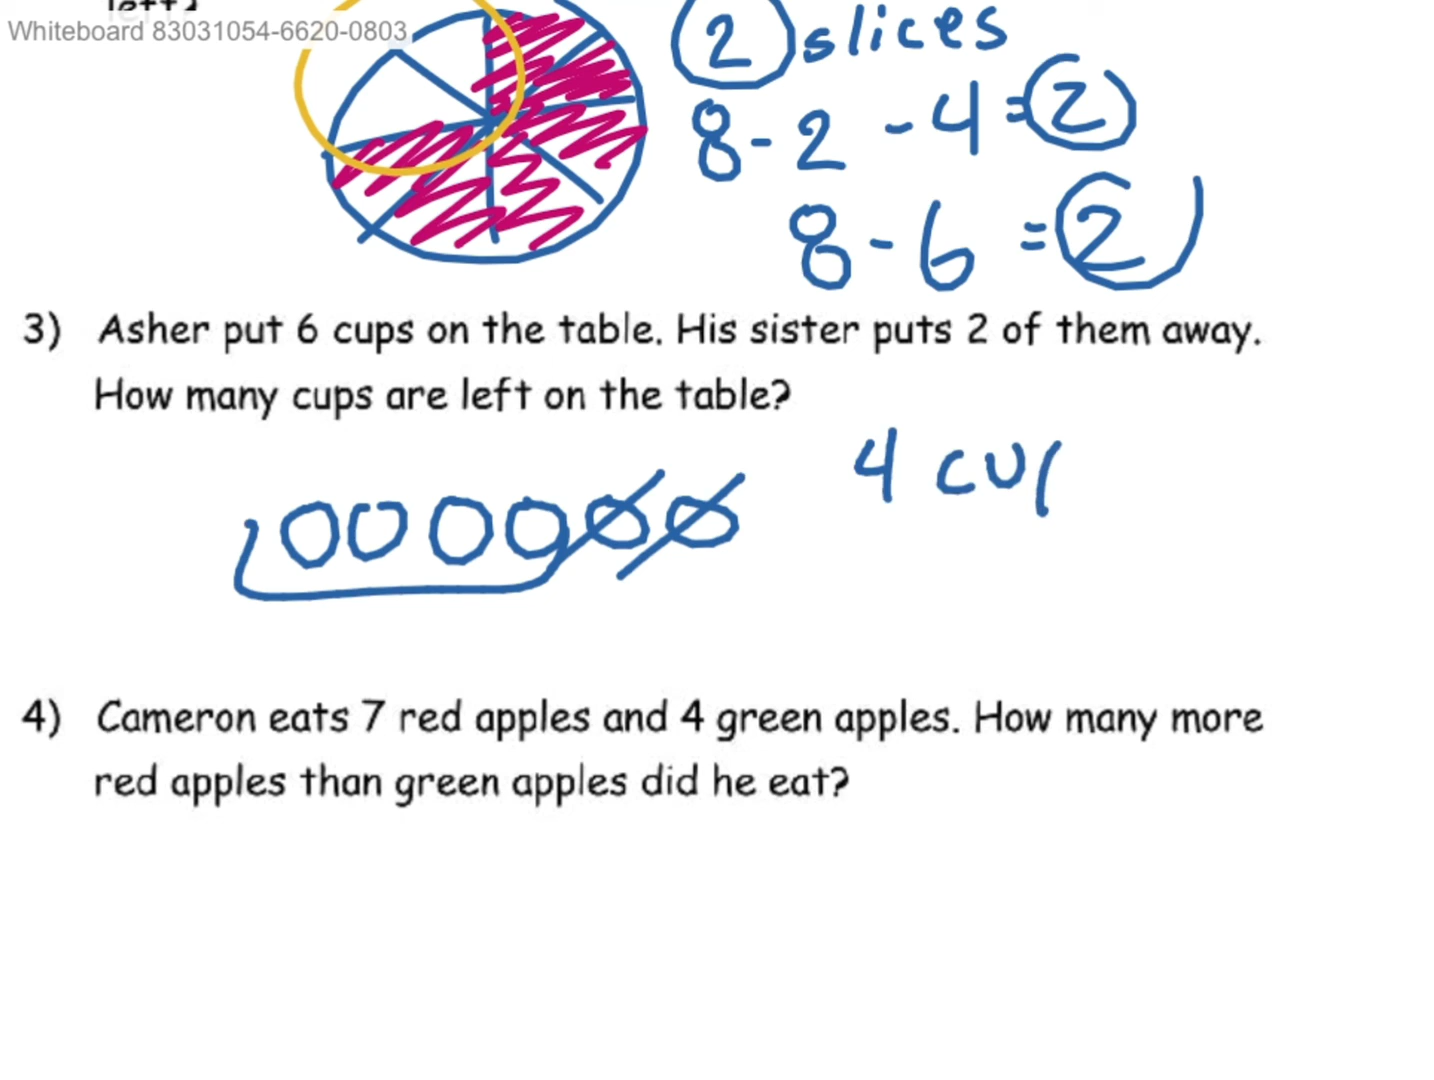 Whiteboard 83031054-6620-0803
2 slices
8 - 2 - 4 = 2
8 - 6 = 2
3) Asher put 6 cups on the table. His sister puts 2 of them away.
How many cups are left on the table?
4 cu
4) Cameron eats 7 red apples and 4 green apples. How many more
red apples than green apples did he eat?